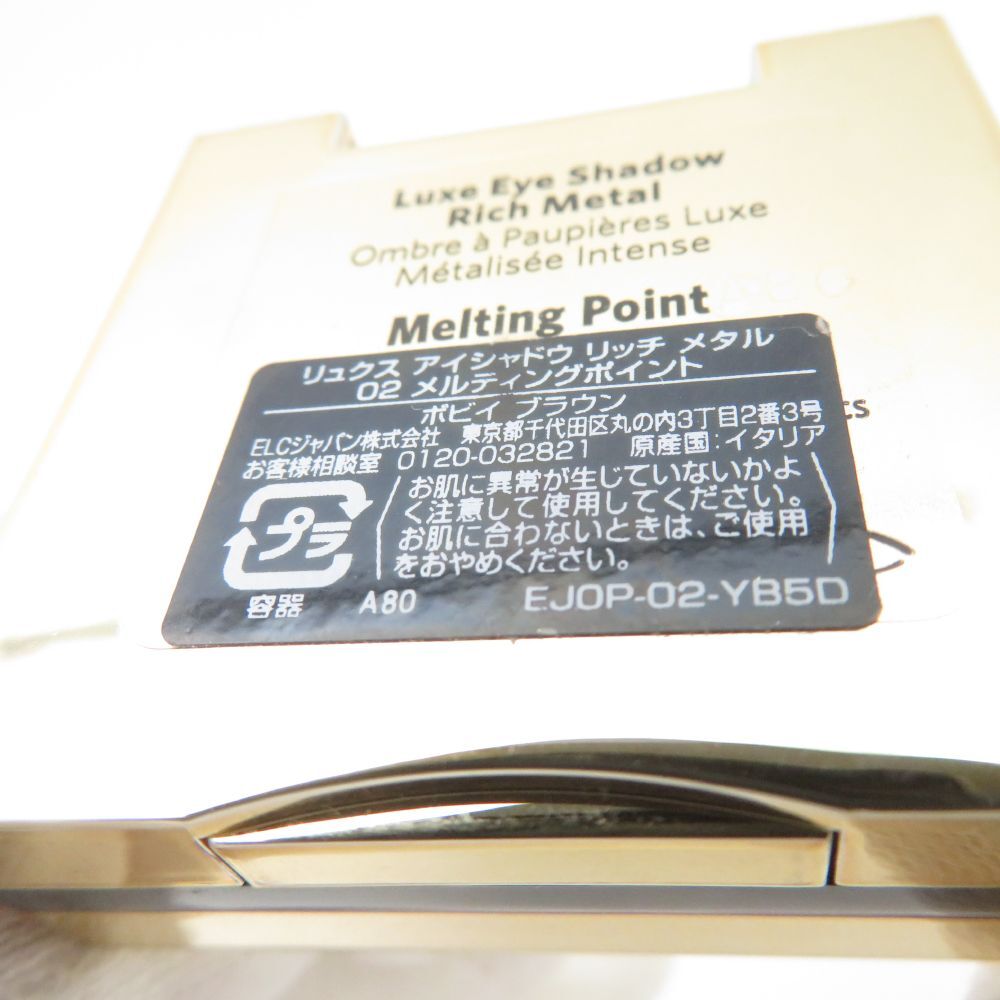 Luxe Eye Shadow
Rich Metal
Ombre à Paupières Luxe
Métalisée Intense
Melting Point
リュクス アイシャドウ リッチ メタル
02 メルティングポイント
ボビイ ブラウン
ELCジャパン株式会社 東京都千代田区丸の内3丁目2番3号
お客様相談室 0120-032821 原産国:イタリア
お肌に異常が生じていないかよ
く注意して使用してください。
お肌に合わないときは、ご使用
をおやめください。
プラ
容器 A80 EJ0P-02-YB5D